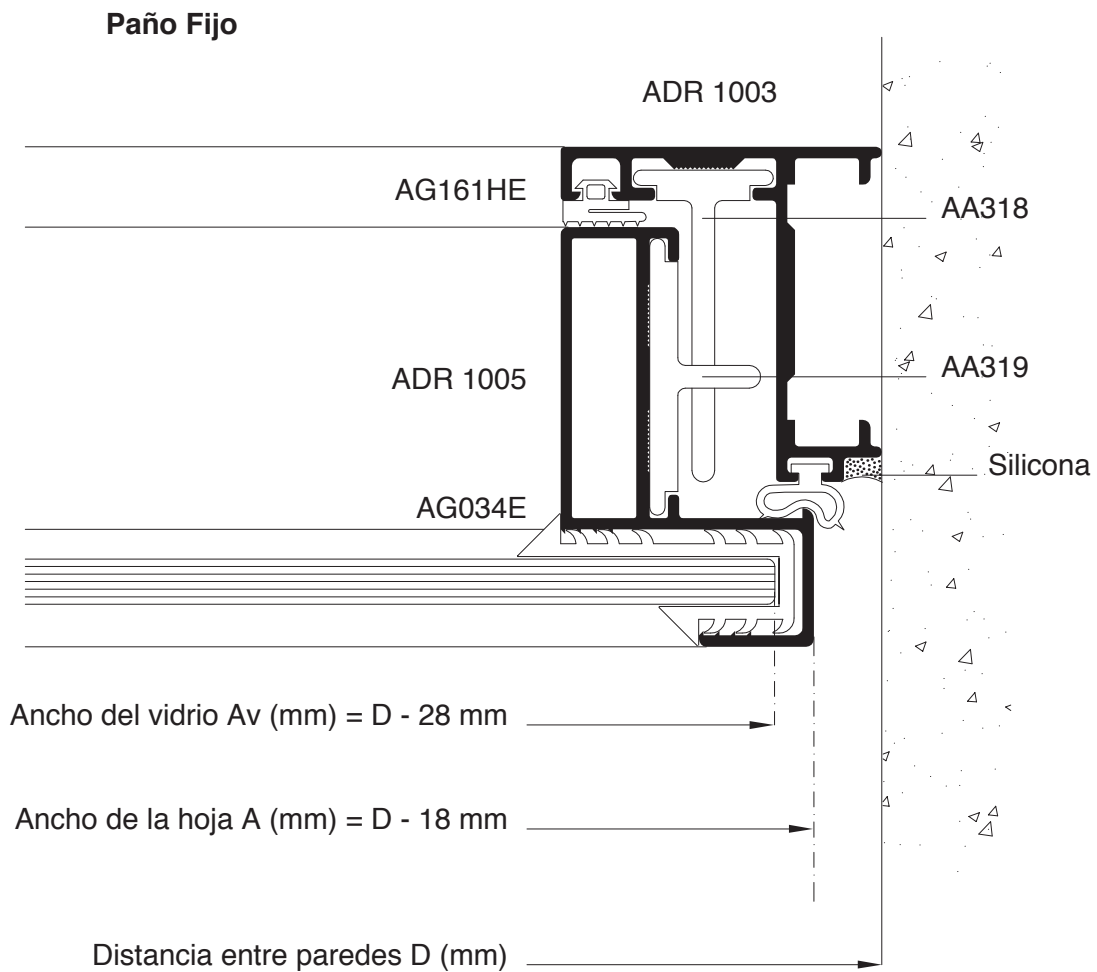 Paño Fijo
ADR 1003
AG161HE
AA318
ADR 1005
AA319
Silicona
AG034E
Ancho del vidrio Av (mm) = D - 28 mm
Ancho de la hoja A (mm) = D - 18 mm
Distancia entre paredes D (mm)